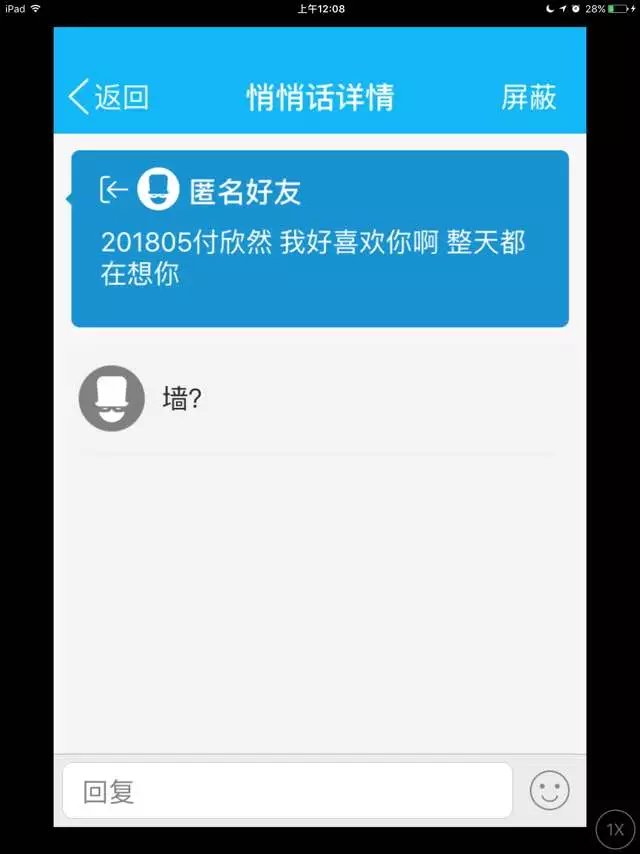 iPad 上午12:08 28%
返回 悄悄话详情 屏蔽
匿名好友
201805付欣然 我好喜欢你啊 整天都
在想你
墙?
回复
1X